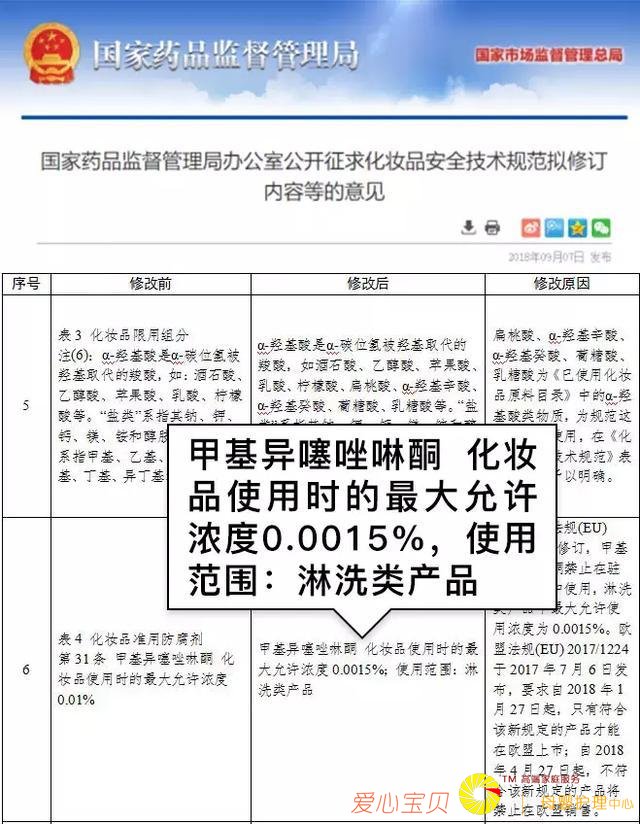 国家药品监督管理局
国家市场监督管理总局
国家药品监督管理局办公室公开征求化妆品安全技术规范拟修订
内容等的意见
2018年09月07日 发布
序号
修改前
修改后
修改原因
5
表 3 化妆品限用组分
注(6)：α-羟基酸是α-碳位氢被
羟基取代的羧酸，如：酒石酸、
乙醇酸、苹果酸、乳酸、柠檬
酸等。“盐类”系指其钠、钾、
钙、镁、铵和醇胺
系指甲基、乙基、
基、丁基、异丁基
α-羟基酸是α-碳位氢被羟基取代的
羧酸，如酒石酸、乙醇酸、苹果酸、
乳酸、柠檬酸、扁桃酸、α-羟基辛酸、
α-羟基癸酸、葡糖酸、乳糖酸等。“盐
扁桃酸、α-羟基辛酸、
α-羟基癸酸、葡糖酸、
乳糖酸为《已使用化妆
品原料目录》中的α-羟
基酸类物质，为规范这
使用，在《化
技术规范》表
以明确。
甲基异噻唑啉酮 化妆
品使用时的最大允许
浓度0.0015%，使用
范围：淋洗类产品
6
表 4 化妆品准用防腐剂
第 31 条 甲基异噻唑啉酮 化
妆品使用时的最大允许浓度
0.01%
甲基异噻唑啉酮 化妆品使用时的最
大允许浓度 0.0015%；使用范围：淋
洗类产品
法规(EU)
修订，甲基
酮禁止在驻
中使用，淋洗
类产品中最大允许使
用浓度为 0.0015%。欧
盟法规(EU) 2017/1224
于 2017 年 7 月 6 日发
布，要求自 2018 年 1
月 27 日起，只有符合
该新规定的产品才能
在欧盟上市；自 2018
年 4 月 27 日起，不符
合该新规定的产品将
禁止在欧盟销售。
爱心宝贝
TM 高端家庭服务
母婴护理中心